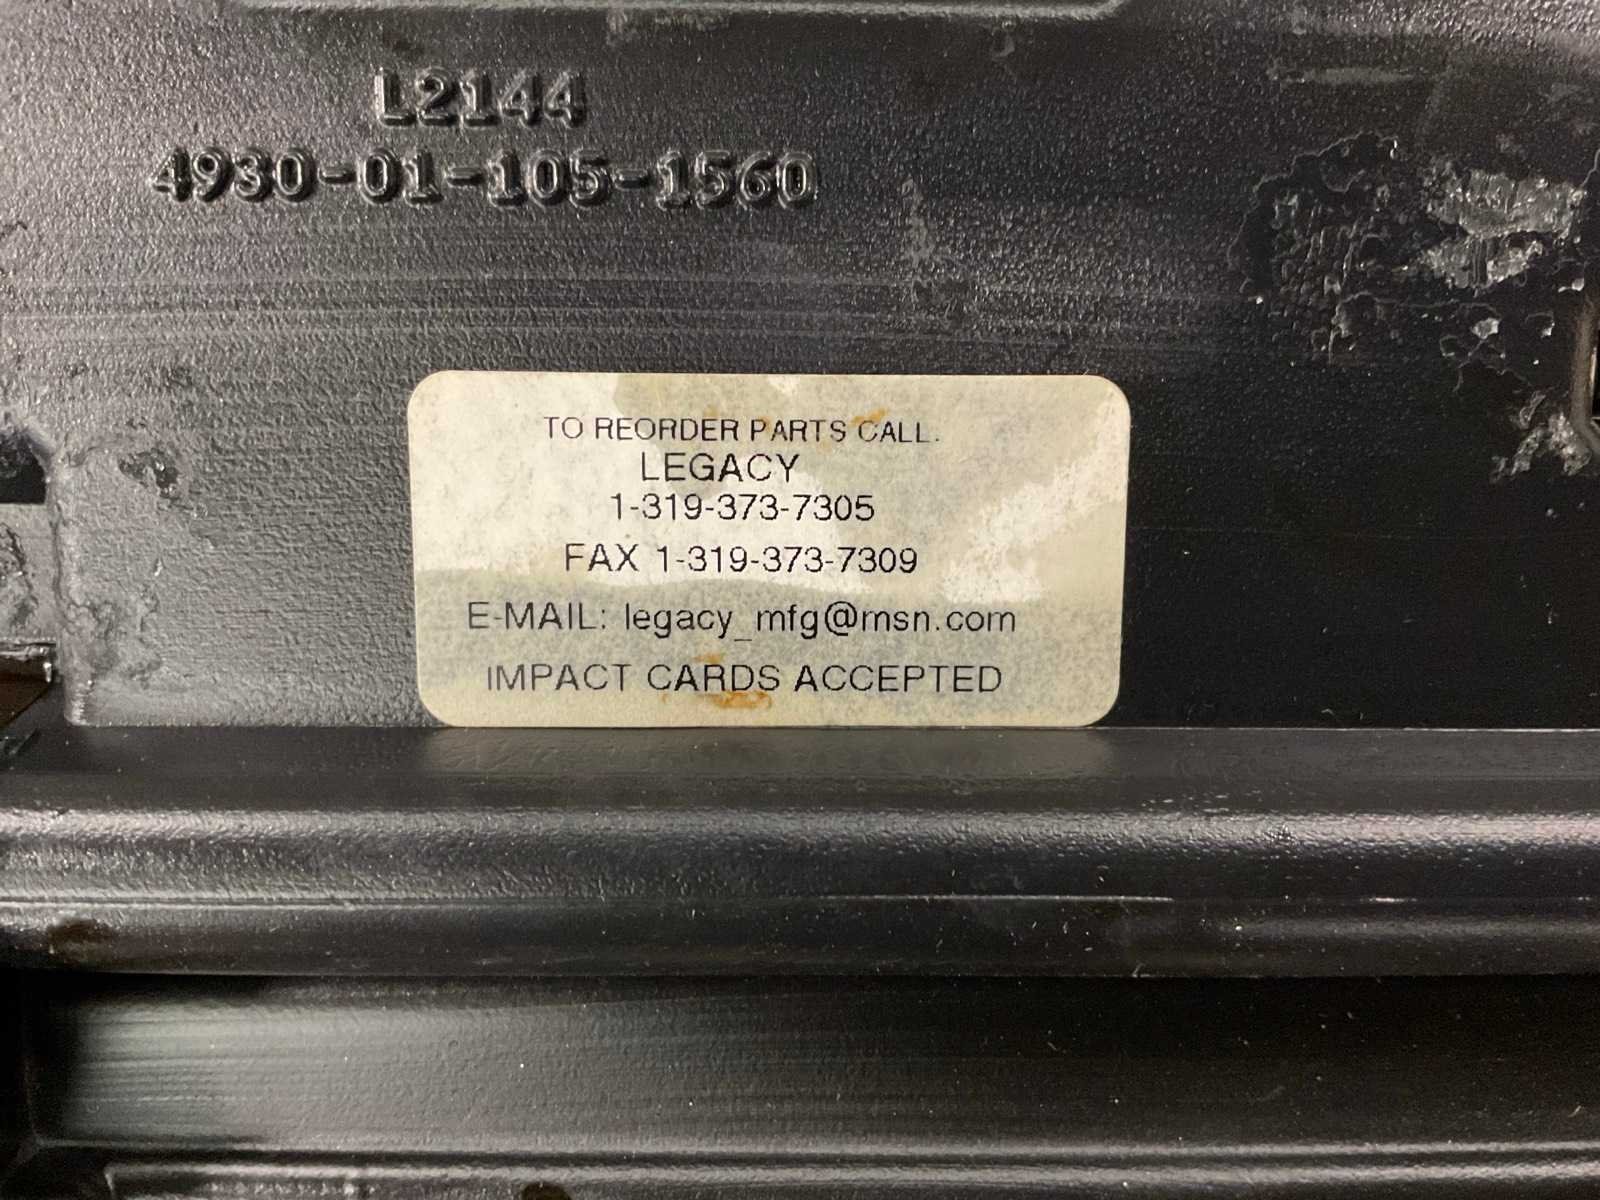 L2144
4930-01-105-1560
TO REORDER PARTS CALL:
LEGACY
1-319-373-7305
FAX 1-319-373-7309
E-MAIL: legacy_mfg@msn.com
IMPACT CARDS ACCEPTED